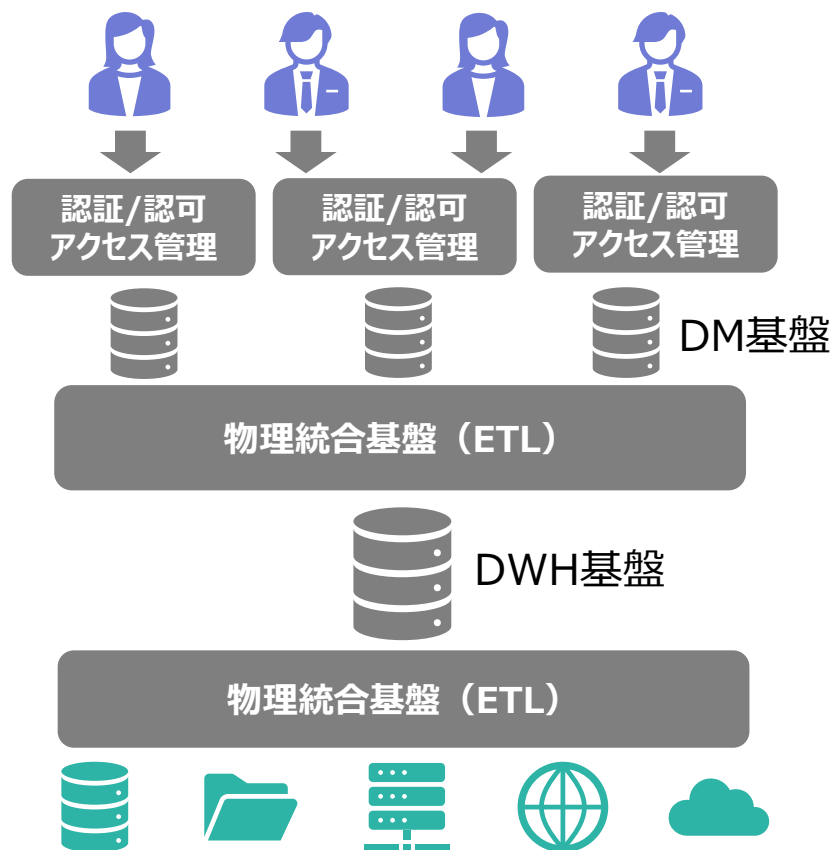 認証/認可
アクセス管理
認証/認可
アクセス管理
認証/認可
アクセス管理
DM基盤
物理統合基盤（ETL）
DWH基盤
物理統合基盤（ETL）